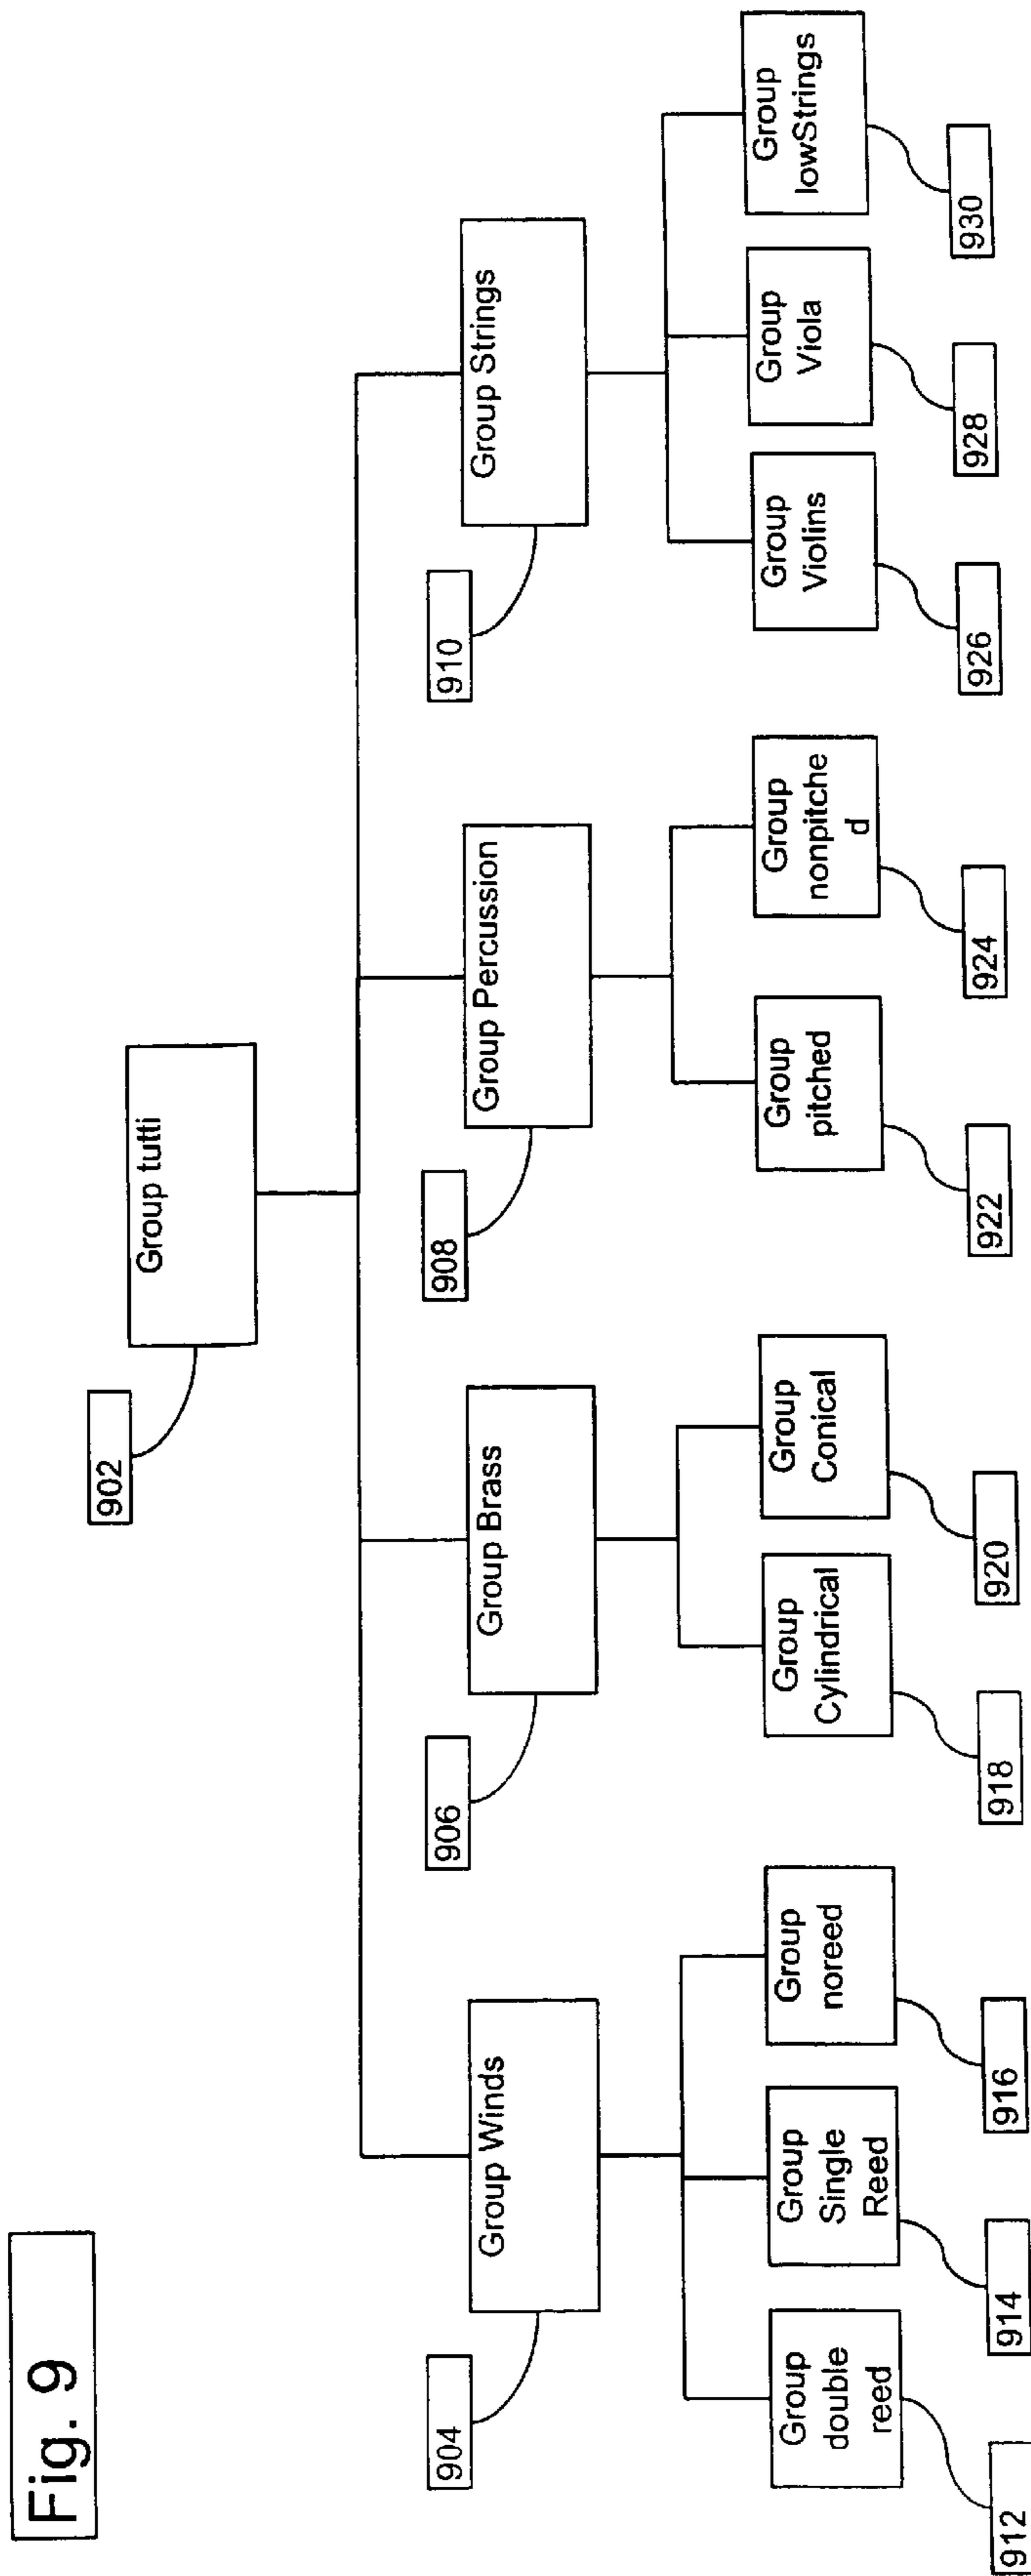 Fig. 9
902
Group tutti
904
Group Winds
906
Group Brass
908
Group Percussion
910
Group Strings
Group
double
reed
Group
Single
Reed
Group
noreed
Group
Cylindrical
Group
Conical
Group
pitched
Group
nonpitche
d
Group
Violins
Group
Viola
Group
lowStrings
912
914
916
918
920
922
924
926
928
930